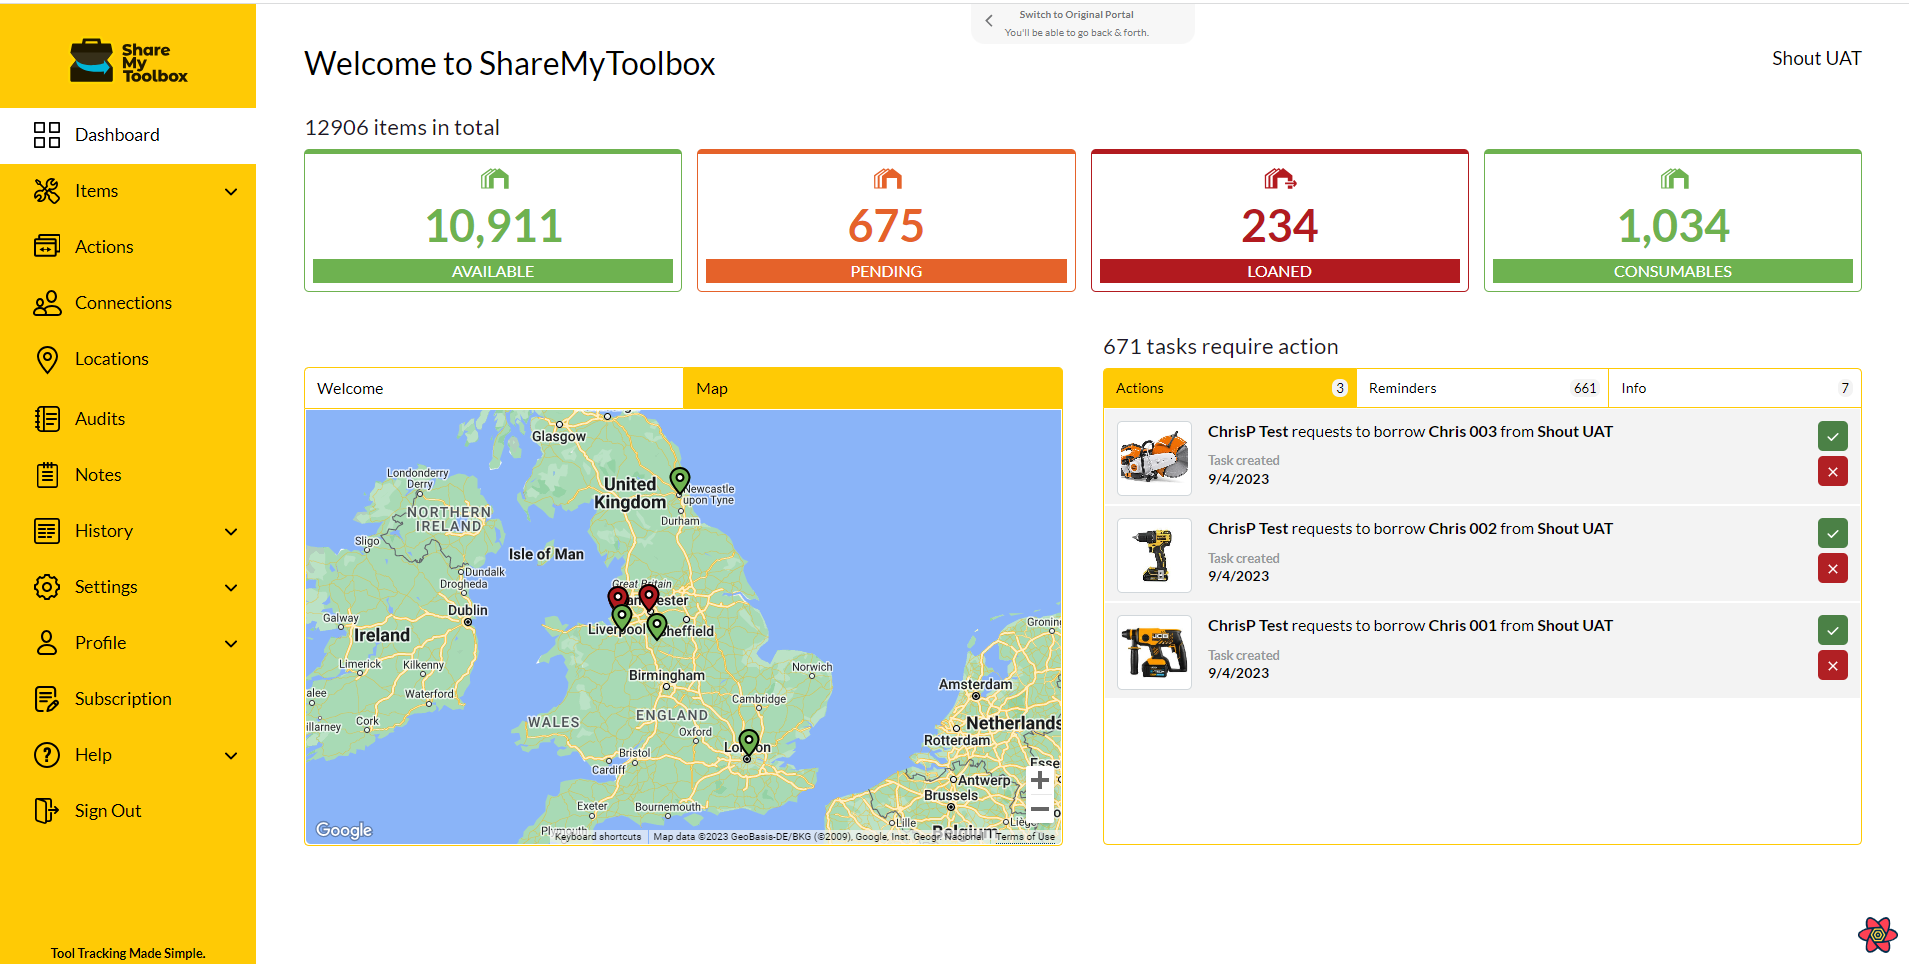 Share
My
Toolbox
Dashboard
Items
Actions
Connections
Locations
Audits
Notes
History
Settings
Profile
Subscription
Help
Sign Out
Tool Tracking Made Simple.
Switch to Original Portal
You'll be able to go back & forth.
Welcome to ShareMyToolbox
Shout UAT
12906 items in total
10,911
AVAILABLE
675
PENDING
234
LOANED
1,034
CONSUMABLES
Welcome
Map
Glasgow
Londonderry
Derry
United
Kingdom
Newcastle
upon Tyne
NORTHERN
IRELAND
Durham
Sligo
Isle of Man
Dundalk
Drogheda
Great Britain
Dublin
Galway
Liverpool
Sheffield
Ireland
Groning
Limerick
Kilkenny
Norwich
Birmingham
Amsterdam
Waterford
Cambridge
WALES
ENGLAND
Netherlands
Cork
Oxford
London
Rotterdam
Bristol
Cardiff
Essen
Antwerp
Brussels
Exeter
Bournemouth
Lille
Liège
Plymouth
Belgium
Google
Keyboard shortcuts
Map data ©2023 GeoBasis-DE/BKG (©2009), Google, Inst. Geogr. Nacional
Terms of Use
671 tasks require action
Actions 3
Reminders 661
Info 7
ChrisP Test requests to borrow Chris 003 from Shout UAT
Task created
9/4/2023
ChrisP Test requests to borrow Chris 002 from Shout UAT
Task created
9/4/2023
JCB
ChrisP Test requests to borrow Chris 001 from Shout UAT
Task created
9/4/2023